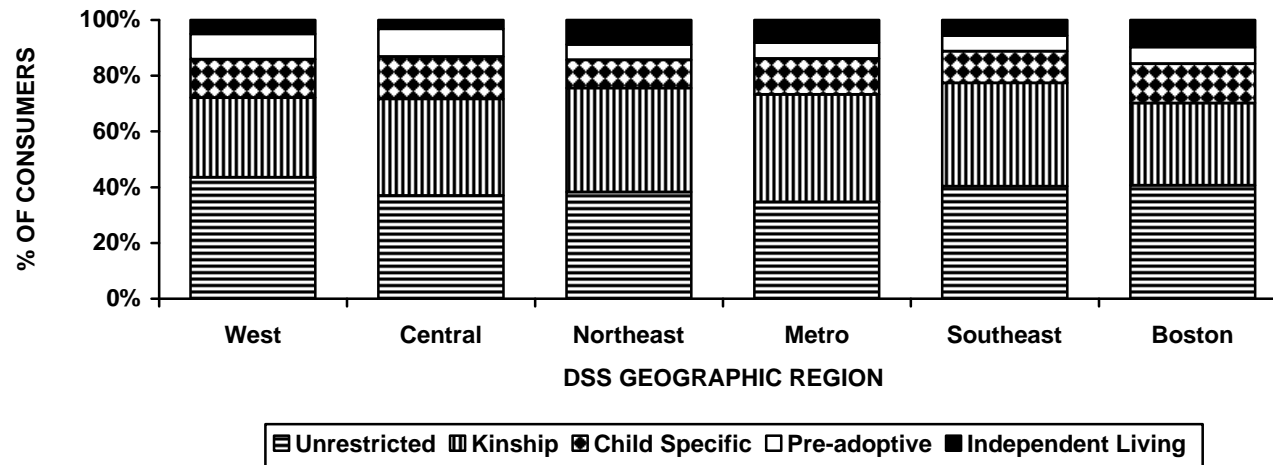 % OF CONSUMERS
100%
80%
60%
40%
20%
0%
West Central Northeast Metro Southeast Boston
DSS GEOGRAPHIC REGION
Unrestricted Kinship Child Specific Pre-adoptive Independent Living